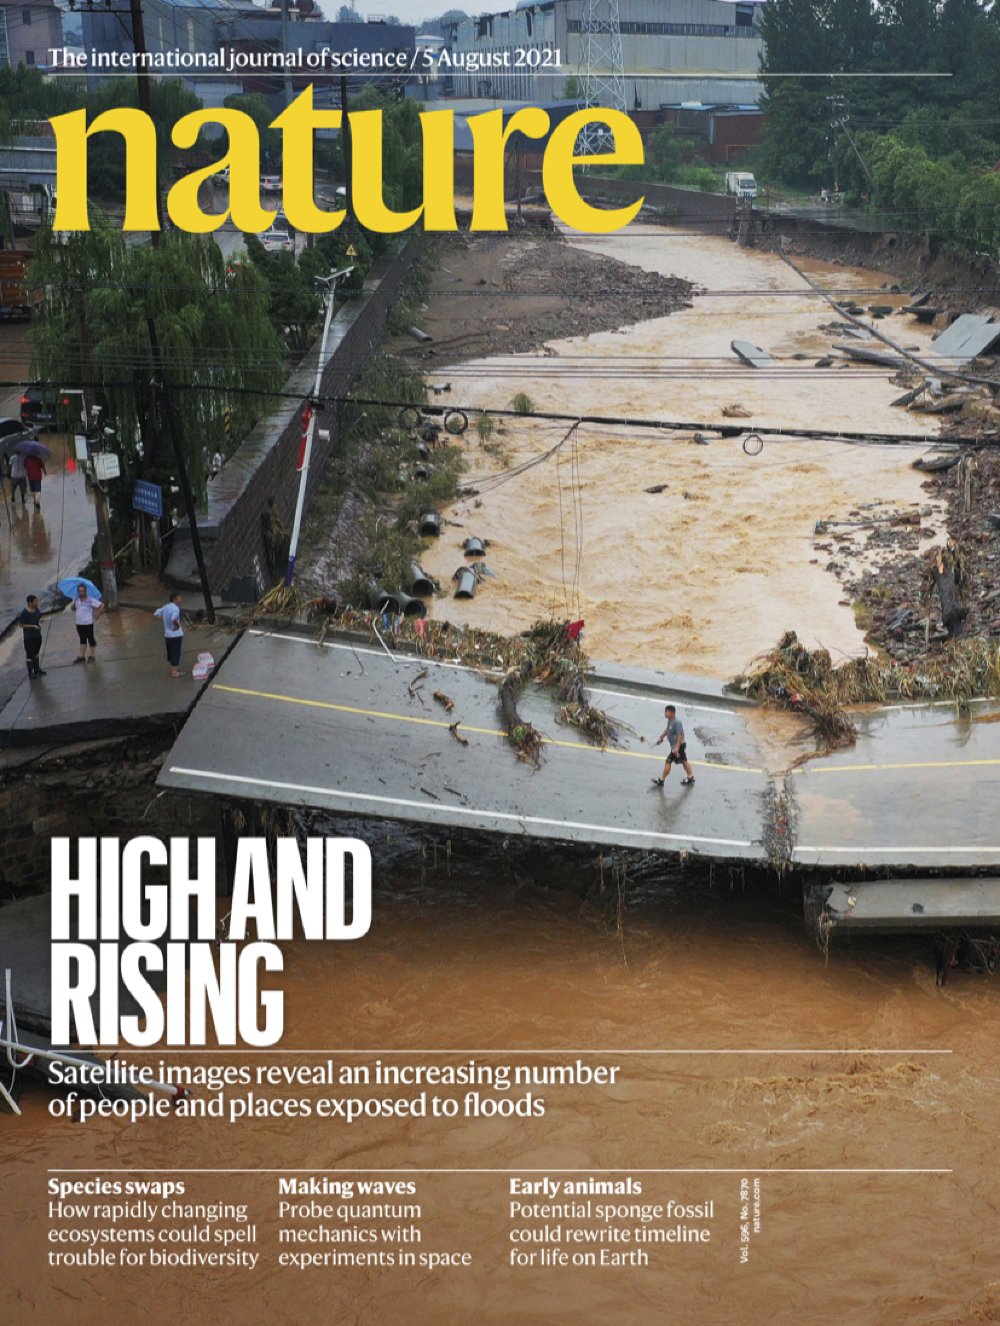 The international journal of science / 5 August 2021
nature
HIGH AND
RISING
Satellite images reveal an increasing number
of people and places exposed to floods
Species swaps
How rapidly changing
ecosystems could spell
trouble for biodiversity
Making waves
Probe quantum
mechanics with
experiments in space
Early animals
Potential sponge fossil
could rewrite timeline
for life on Earth
Vol. 596, No. 7870
nature.com